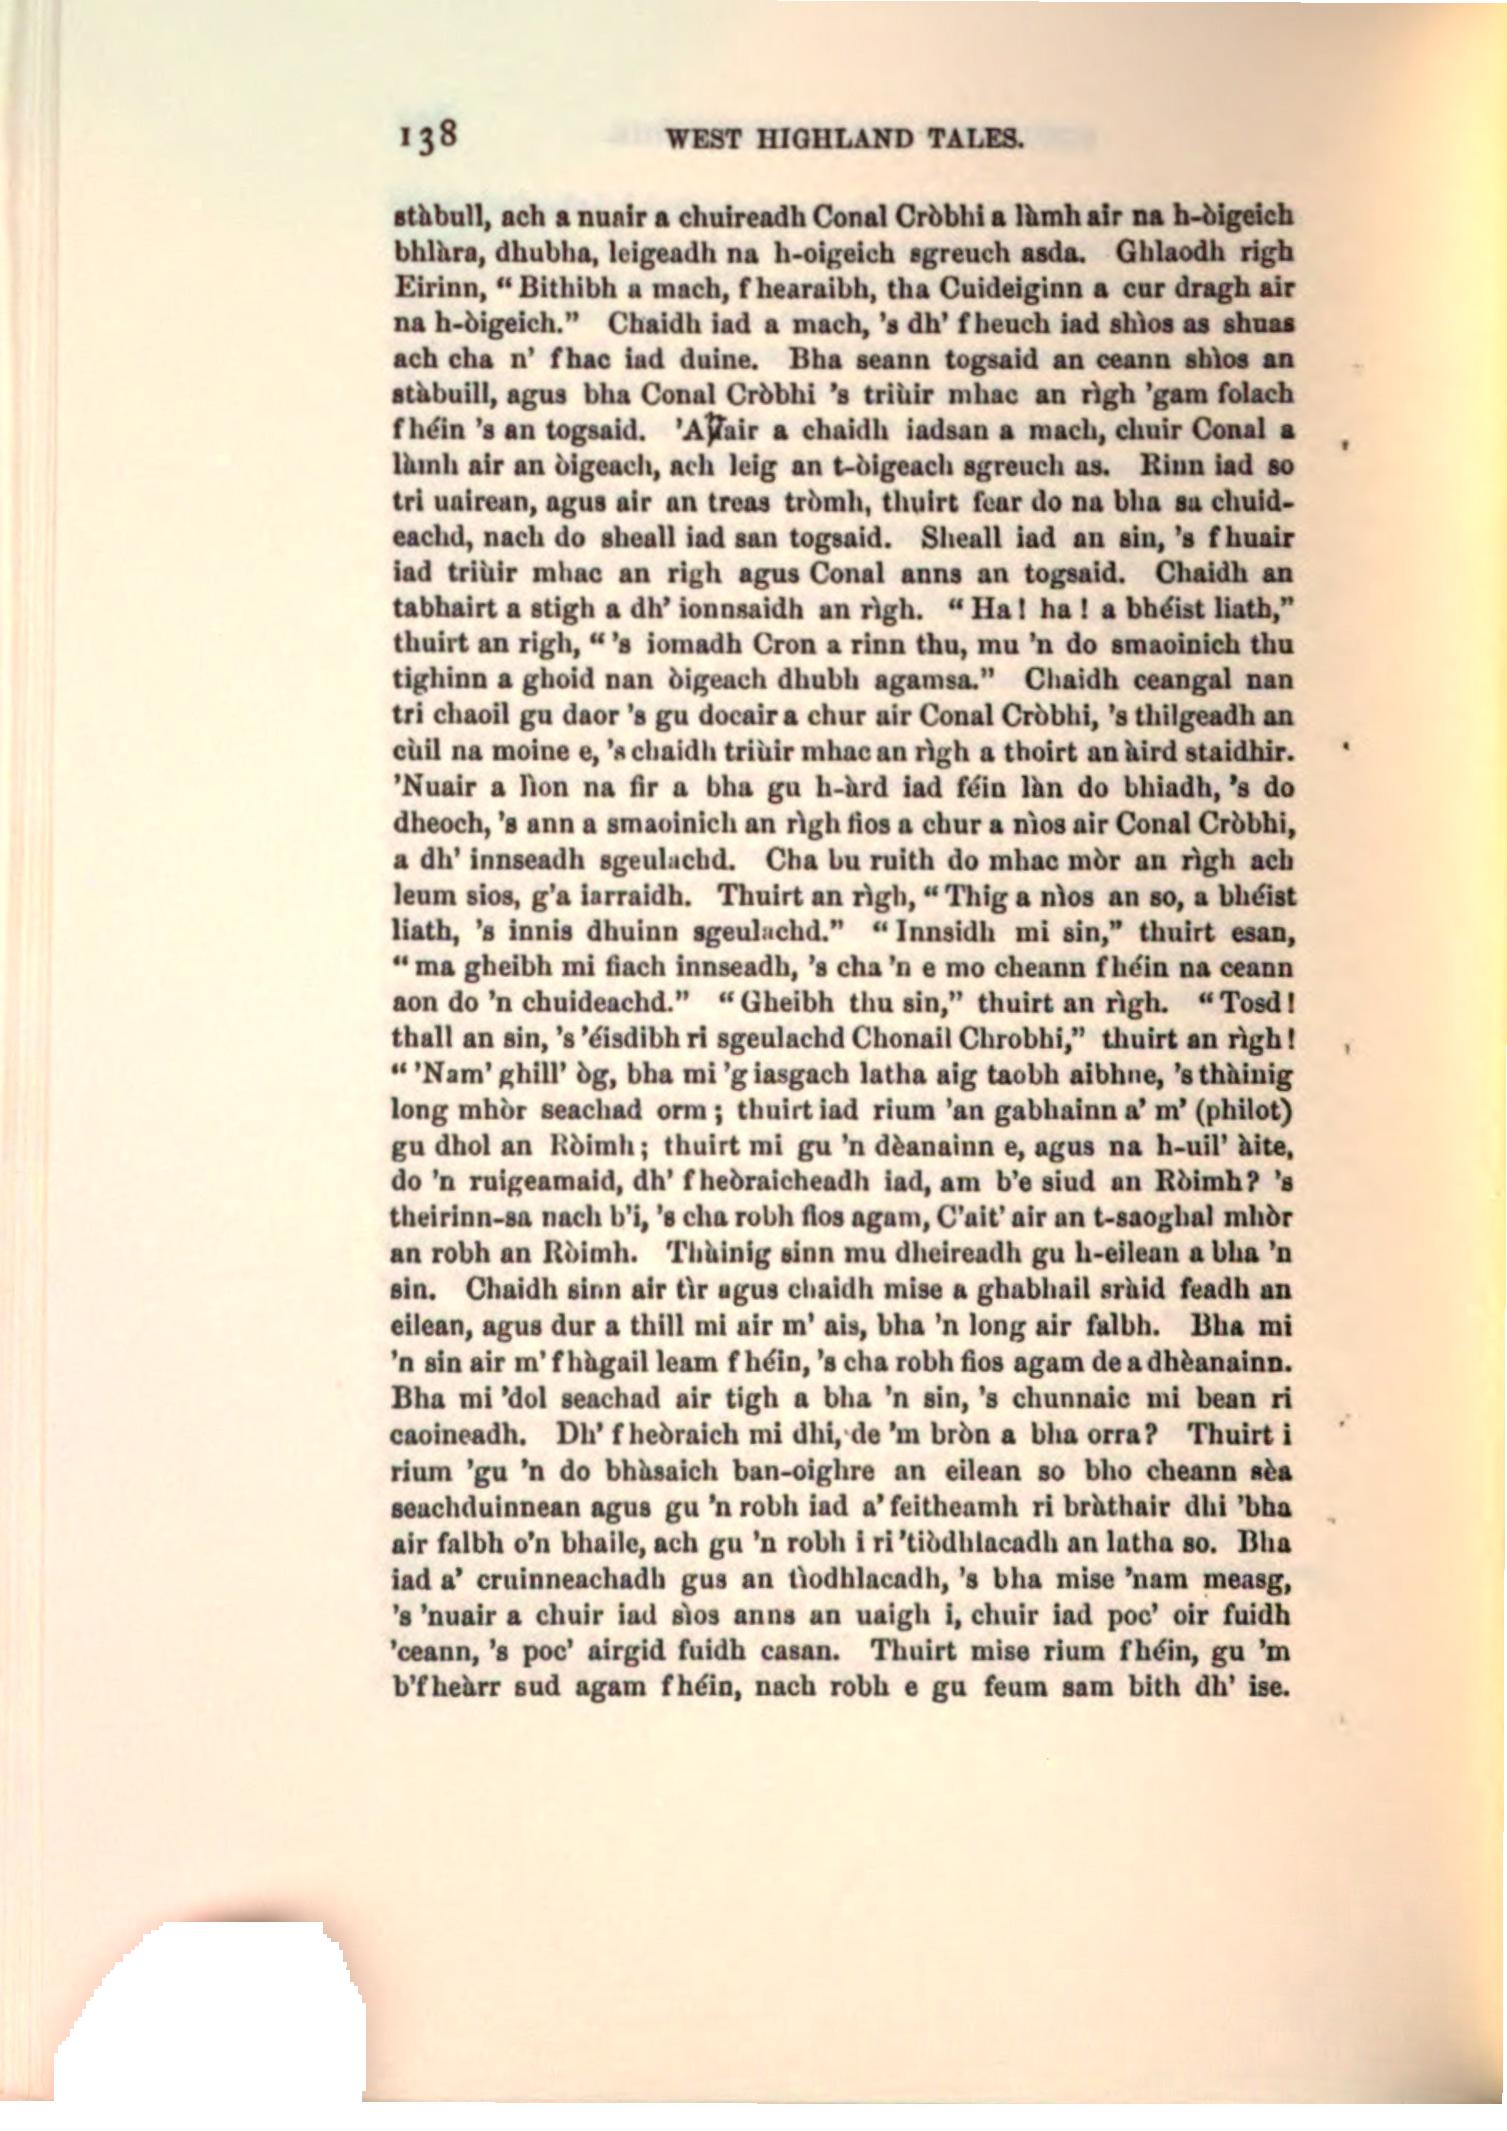 138 WEST HIGHLAND TALES.
stàbull, ach a nuair a chuireadh Conal Cròbhi a làmh air na h-òigeich
bhlàra, dhubha, leigeadh na h-oigeich sgreuch asda. Ghlaodh righ
Eirinn, “Bithibh a mach, fhearaibh, tha Cuideiginn a cur dragh air
na h-òigeich.” Chaidh iad a mach, 's dh' fheuch iad shìos as shuas
ach cha n' fhac iad duine. Bha seann togsaid an ceann shìos an
stàbuill, agus bha Conal Cròbhi 's triùir mhac an rìgh 'gam folach
fhéin 's an togsaid. air a chaidh iadsan a mach, chuir Conal a
làmh air an òigeach, ach leig an t-òigeach sgreuch as. Rinn iad so
tri uairean, agus air an treas tròmh, thuirt fear do na bha sa chuid-
eachd, nach do sheall iad san togsaid. Sheall iad an sin, 's fhuair
iad triùir mhac an righ agus Conal anns an togsaid. Chaidh an
tabhairt a stigh a dh' ionnsaidh an rìgh. “Ha! ha! a bhéist liath,”
thuirt an righ, “'s iomadh Cron a rinn thu, mu 'n do smaoinich thu
tighinn a ghoid nan òigeach dhubh agamsa.” Chaidh ceangal nan
tri chaoil gu daor 's gu docair a chur air Conal Cròbhi, 's thilgeadh an
cùil na moine e, 's chaidh triùir mhac an rìgh a thoirt an àird staidhir.
'Nuair a lìon na fir a bha gu h-àrd iad féin làn do bhiadh, 's do
dheoch, 's ann a smaoinich an rìgh fios a chur a nìos air Conal Cròbhi,
a dh' innseadh sgeulachd. Cha bu ruith do mhac mòr an rìgh ach
leum sios, g'a iarraidh. Thuirt an rìgh, “Thig a nìos an so, a bhéist
liath, 's innis dhuinn sgeulachd.” “Innsidh mi sin,” thuirt esan,
“ma gheibh mi fiach innseadh, 's cha 'n e mo cheann fhéin na ceann
aon do 'n chuideachd.” “Gheibh thu sin,” thuirt an rìgh. “Tosd!
thall an sin, 's 'éisdibh ri sgeulachd Chonail Chrobhi,” thuirt an rìgh!
“'Nam' ghill' òg, bha mi 'g iasgach latha aig taobh aibhne, 's thàinig
long mhòr seachad orm; thuirt iad rium 'an gabhainn a' m' (philot)
gu dhol an Ròimh; thuirt mi gu 'n dèanainn e, agus na h-uil' àite,
do 'n ruigeamaid, dh' fheòraicheadh iad, am b'e siud an Ròimh? 's
theirinn-sa nach b'i, 's cha robh fios agam, C'ait' air an t-saoghal mhòr
an robh an Ròimh. Thàinig sinn mu dheireadh gu h-eilean a bha 'n
sin. Chaidh sinn air tìr agus chaidh mise a ghabhail sràid feadh an
eilean, agus dur a thill mi air m' ais, bha 'n long air falbh. Bha mi
'n sin air m' fhàgail leam fhéin, 's cha robh fios agam de a dhèanainn.
Bha mi 'dol seachad air tigh a bha 'n sin, 's chunnaic mi bean ri
caoineadh. Dh' fheòraich mi dhi, de 'm bròn a bha orra? Thuirt i
rium 'gu 'n do bhàsaich ban-oighre an eilean so bho cheann sèa
seachduinnean agus gu 'n robh iad a' feitheamh ri bràthair dhi 'bha
air falbh o'n bhaile, ach gu 'n robh i ri 'tiòdhlacadh an latha so. Bha
iad a' cruinneachadh gus an tìodhlacadh, 's bha mise 'nam measg,
's 'nuair a chuir iad sìos anns an uaigh i, chuir iad poc' oir fuidh
'ceann, 's poc' airgid fuidh casan. Thuirt mise rium fhéin, gu 'm
b'fheàrr sud agam fhéin, nach robh e gu feum sam bith dh' ise.